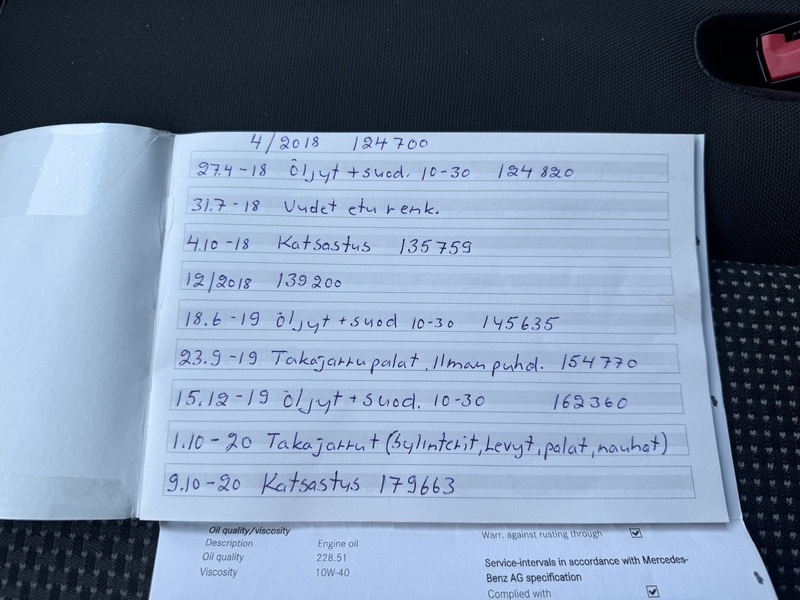 4/2018 124700
27.4-18 Öljyt + suod. 10-30 124820
31.7-18 Uudet etu renk.
4.10-18 Katsastus 135759
12/2018 139200
18.6-19 öljyt + suod 10-30 145635
23.9-19 Takajarrupalat, Ilman puhd. 154770
15.12-19 Öljyt + suod. 10-30 162360
1.10-20 Takajarrut (Sylinterit, Levyt, palat, nauhat)
9.10-20 Katsastus 179663
Oil quality/viscosity
Description Engine oil
Oil quality 228.51
Viscosity 10W-40
Warr. against rusting through
Service-intervals in accordance with Mercedes-
Benz AG specification
Complied with